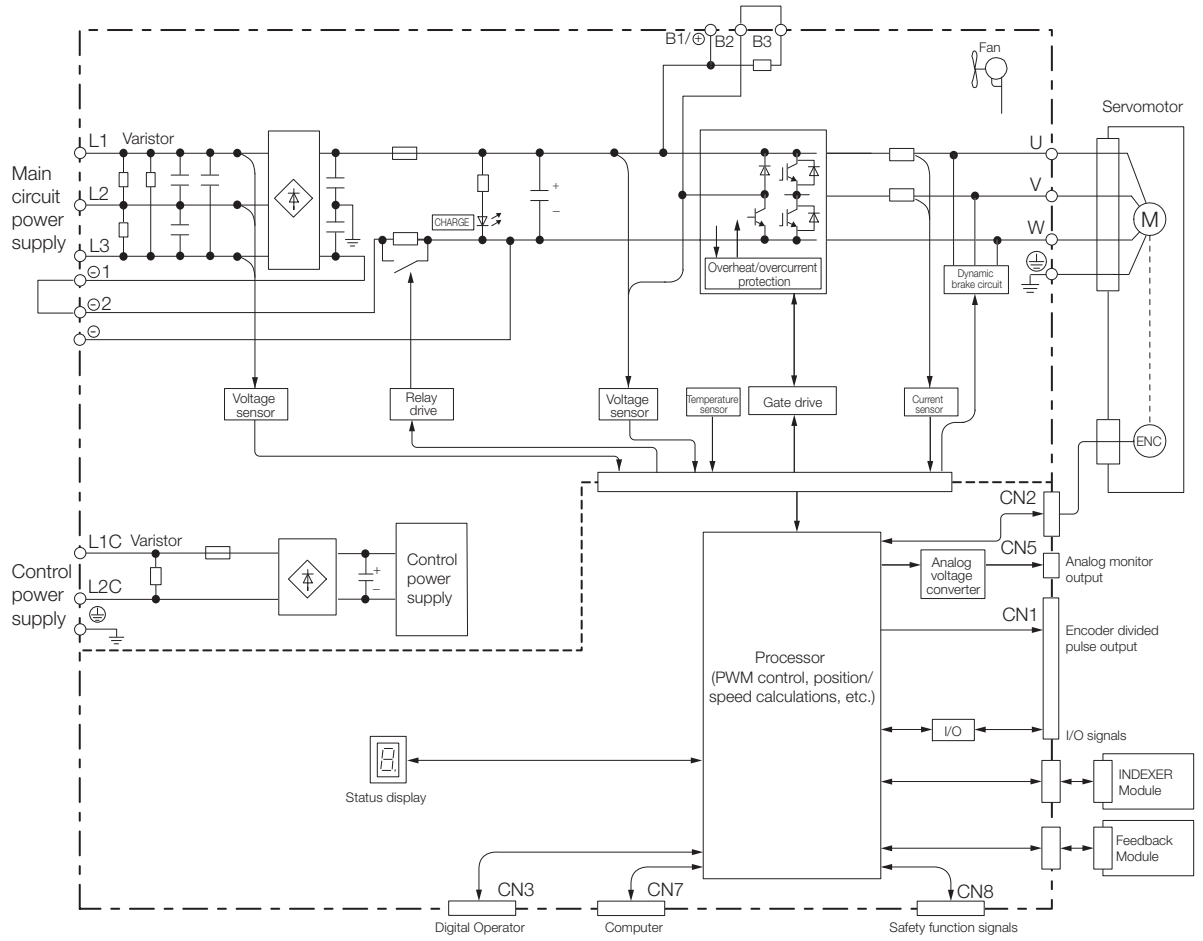 B1/⊕ B2 B3
Fan
Servomotor
L1 Varistor
U
Main
circuit
power
supply
L2
V
M
CHARGE
+
–
L3
W
⊖1
Overheat/overcurrent
protection
Dynamic
brake circuit
⊖2
⊖
Voltage
sensor
Relay
drive
Voltage
sensor
Temperature
sensor
Gate drive
Current
sensor
ENC
CN2
L1C Varistor
Control
power
supply
L2C
+
–
Control
power
supply
CN5
Analog
voltage
converter
Analog monitor
output
CN1
Encoder divided
pulse output
Processor
(PWM control, position/
speed calculations, etc.)
I/O
I/O signals
8.
Status display
INDEXER
Module
Feedback
Module
CN3
CN7
CN8
Digital Operator
Computer
Safety function signals